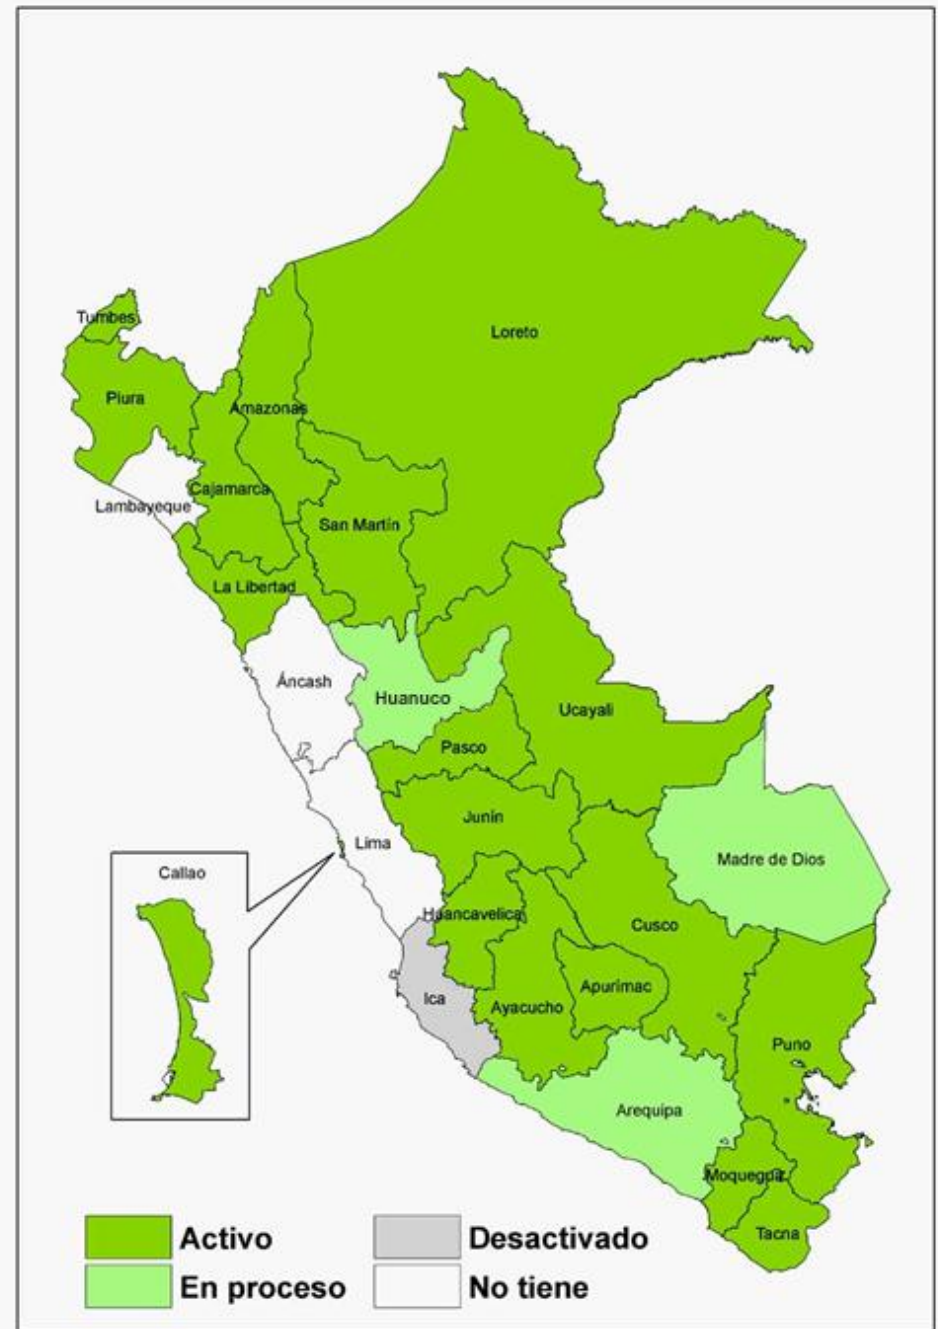 Loreto
Tumbes
Piura
Amazonas
Cajamarca
Lambayeque
San Martín
La Libertad
Áncash
Huanuco
Ucayali
Pasco
Junín
Lima
Madre de Dios
Callao
Huancavelica
Cusco
Apurímac
Ica
Ayacucho
Puno
Arequipa
Moquegua
Tacna
Activo
Desactivado
En proceso
No tiene